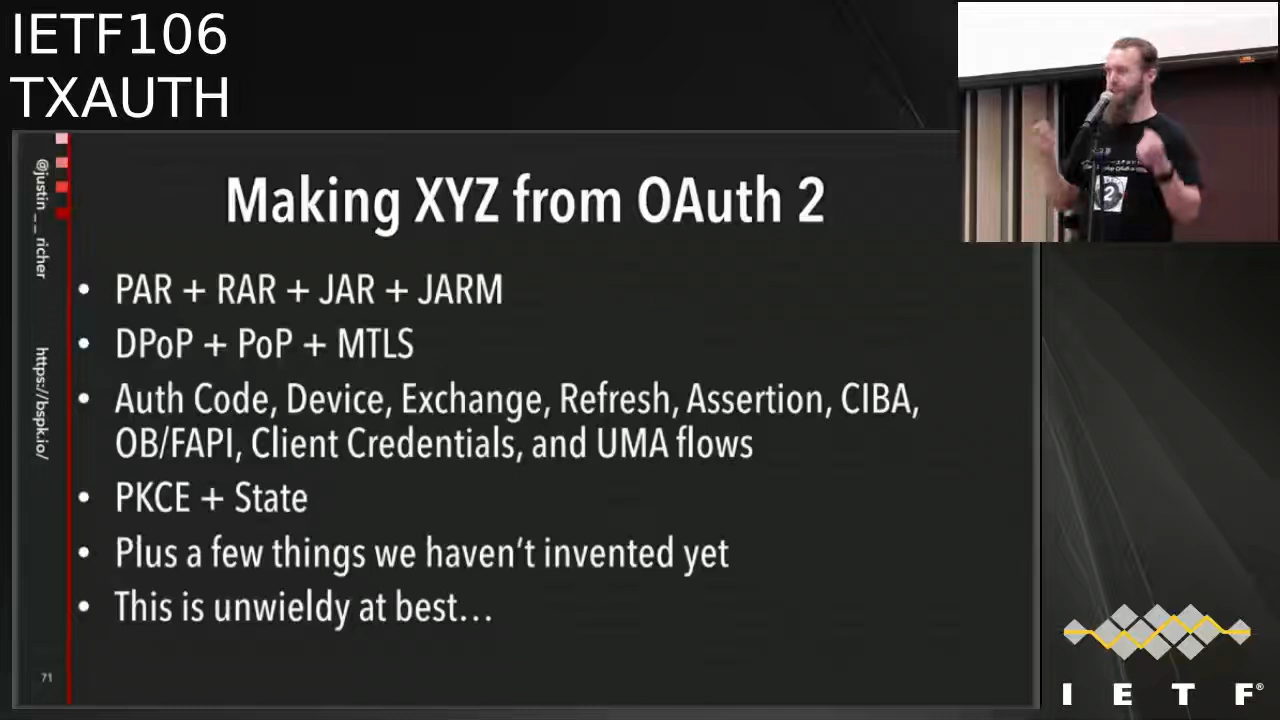 IETF106
TXAUTH
@justin__richer
https://bspk.io/
Making XYZ from OAuth 2
• PAR + RAR + JAR + JARM
• DPoP + PoP + MTLS
• Auth Code, Device, Exchange, Refresh, Assertion, CIBA,
OB/FAPI, Client Credentials, and UMA flows
• PKCE + State
• Plus a few things we haven’t invented yet
• This is unwieldy at best…
71
2
I E T F®